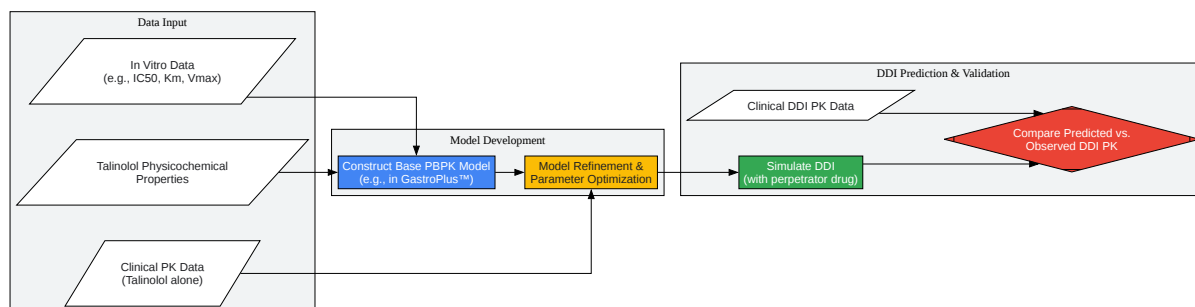 Data Input
In Vitro Data
(e.g., IC50, Km, Vmax)
Talinolol Physicochemical
Properties
Clinical PK Data
(Talinolol alone)
Model Development
Construct Base PBPK Model
(e.g., in GastroPlus™)
Model Refinement &
Parameter Optimization
DDI Prediction & Validation
Clinical DDI PK Data
Simulate DDI
(with perpetrator drug)
Compare Predicted vs.
Observed DDI PK